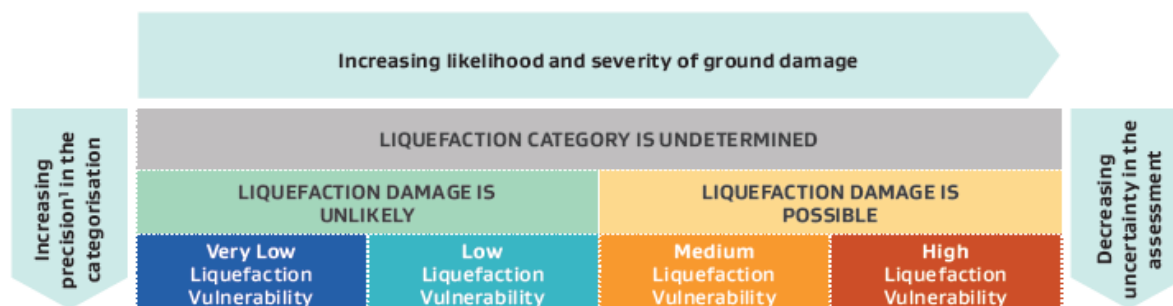 Increasing likelihood and severity of ground damage
Increasing
precision¹ in the
categorisation
LIQUEFACTION CATEGORY IS UNDETERMINED
LIQUEFACTION DAMAGE IS
UNLIKELY
LIQUEFACTION DAMAGE IS
POSSIBLE
Very Low
Liquefaction
Vulnerability
Low
Liquefaction
Vulnerability
Medium
Liquefaction
Vulnerability
High
Liquefaction
Vulnerability
Decreasing
uncertainty in the
assessment